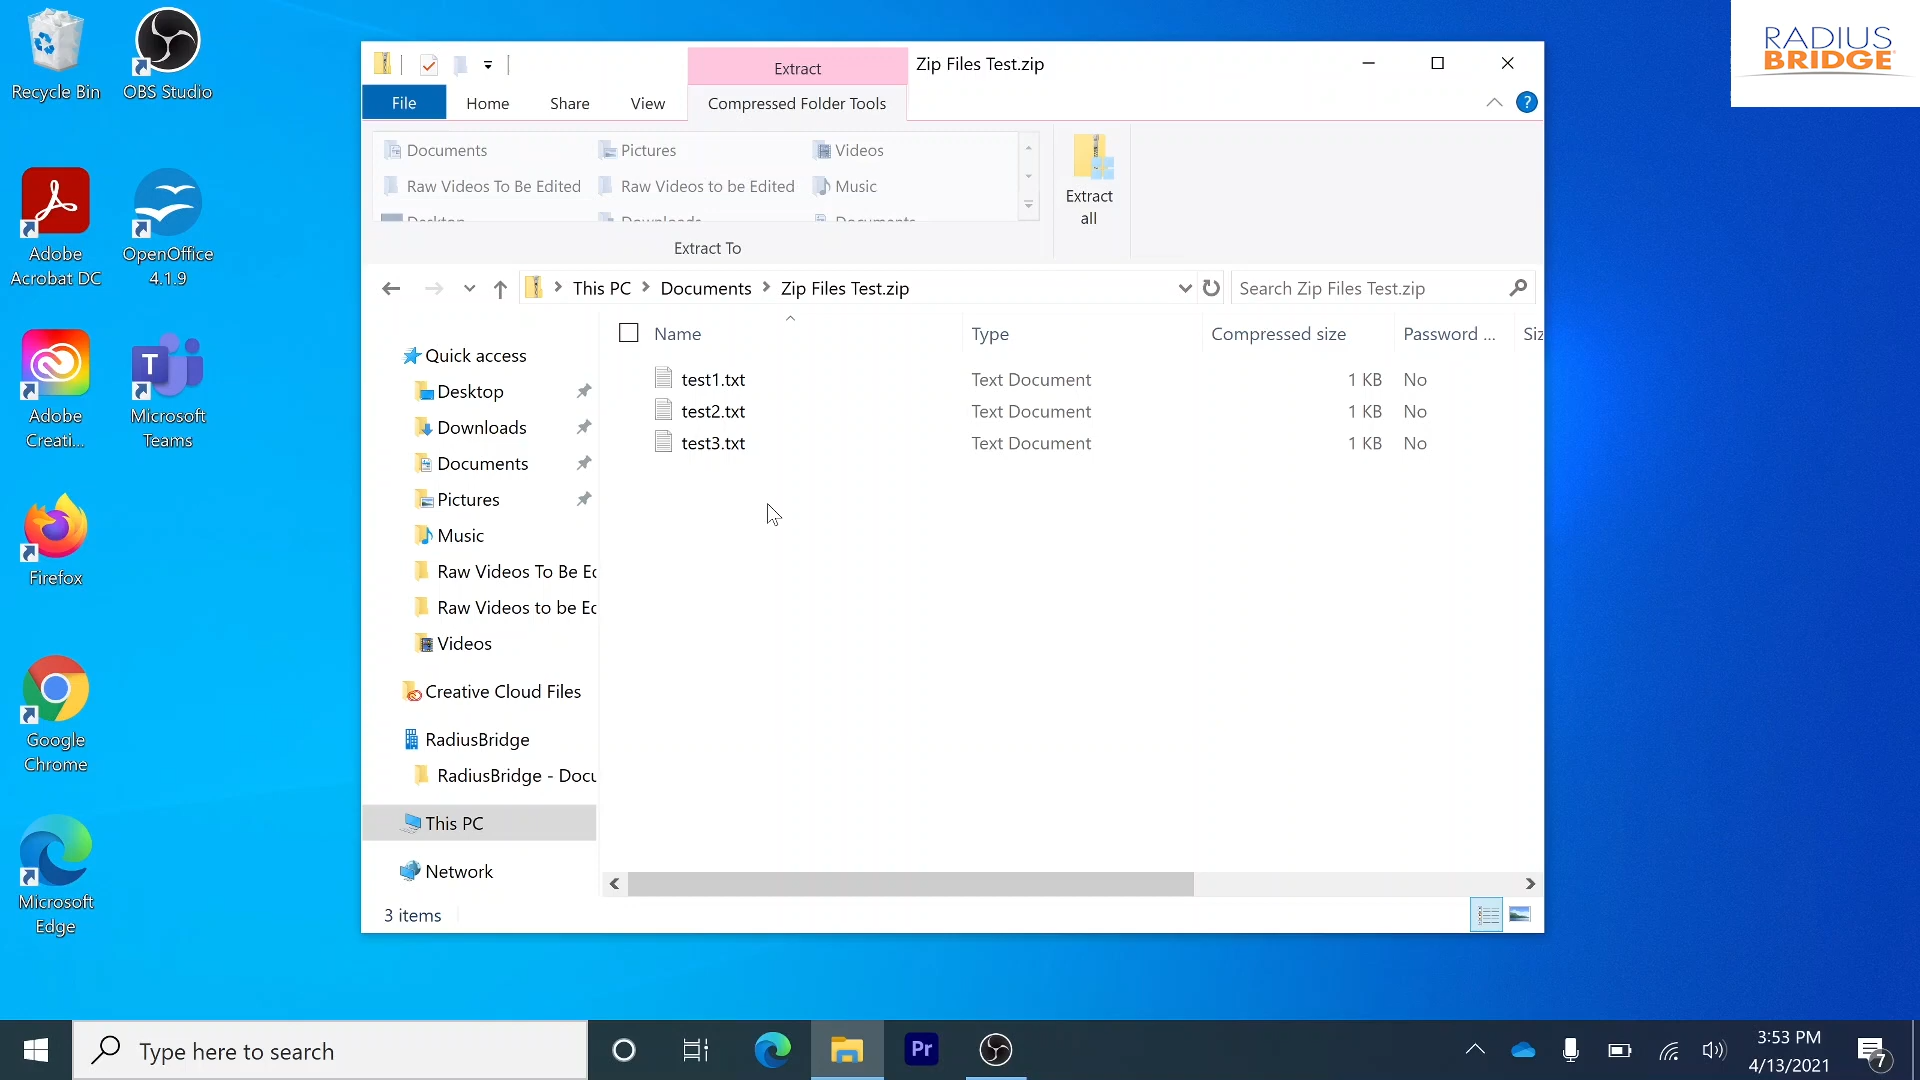 Recycle Bin
OBS Studio
Adobe
Acrobat DC
OpenOffice
4.1.9
Adobe
Creati...
Microsoft
Teams
Firefox
Google
Chrome
Microsoft
Edge
RADIUS
BRIDGE
Extract
Zip Files Test.zip
File
Home
Share
View
Compressed Folder Tools
?
Documents
Pictures
Videos
Raw Videos To Be Edited
Raw Videos to be Edited
Music
Desktop
Downloads
Documents
Extract To
Extract
all
This PC
Documents
Zip Files Test.zip
Search Zip Files Test.zip
Name
Type
Compressed size
Password ...
Siz
test1.txt
Text Document
1 KB
No
test2.txt
Text Document
1 KB
No
test3.txt
Text Document
1 KB
No
Quick access
Desktop
Downloads
Documents
Pictures
Music
Raw Videos To Be Ed
Raw Videos to be Ed
Videos
Creative Cloud Files
RadiusBridge
RadiusBridge - Docu
This PC
Network
3 items
Type here to search
Pr
3:53 PM
4/13/2021
7
T